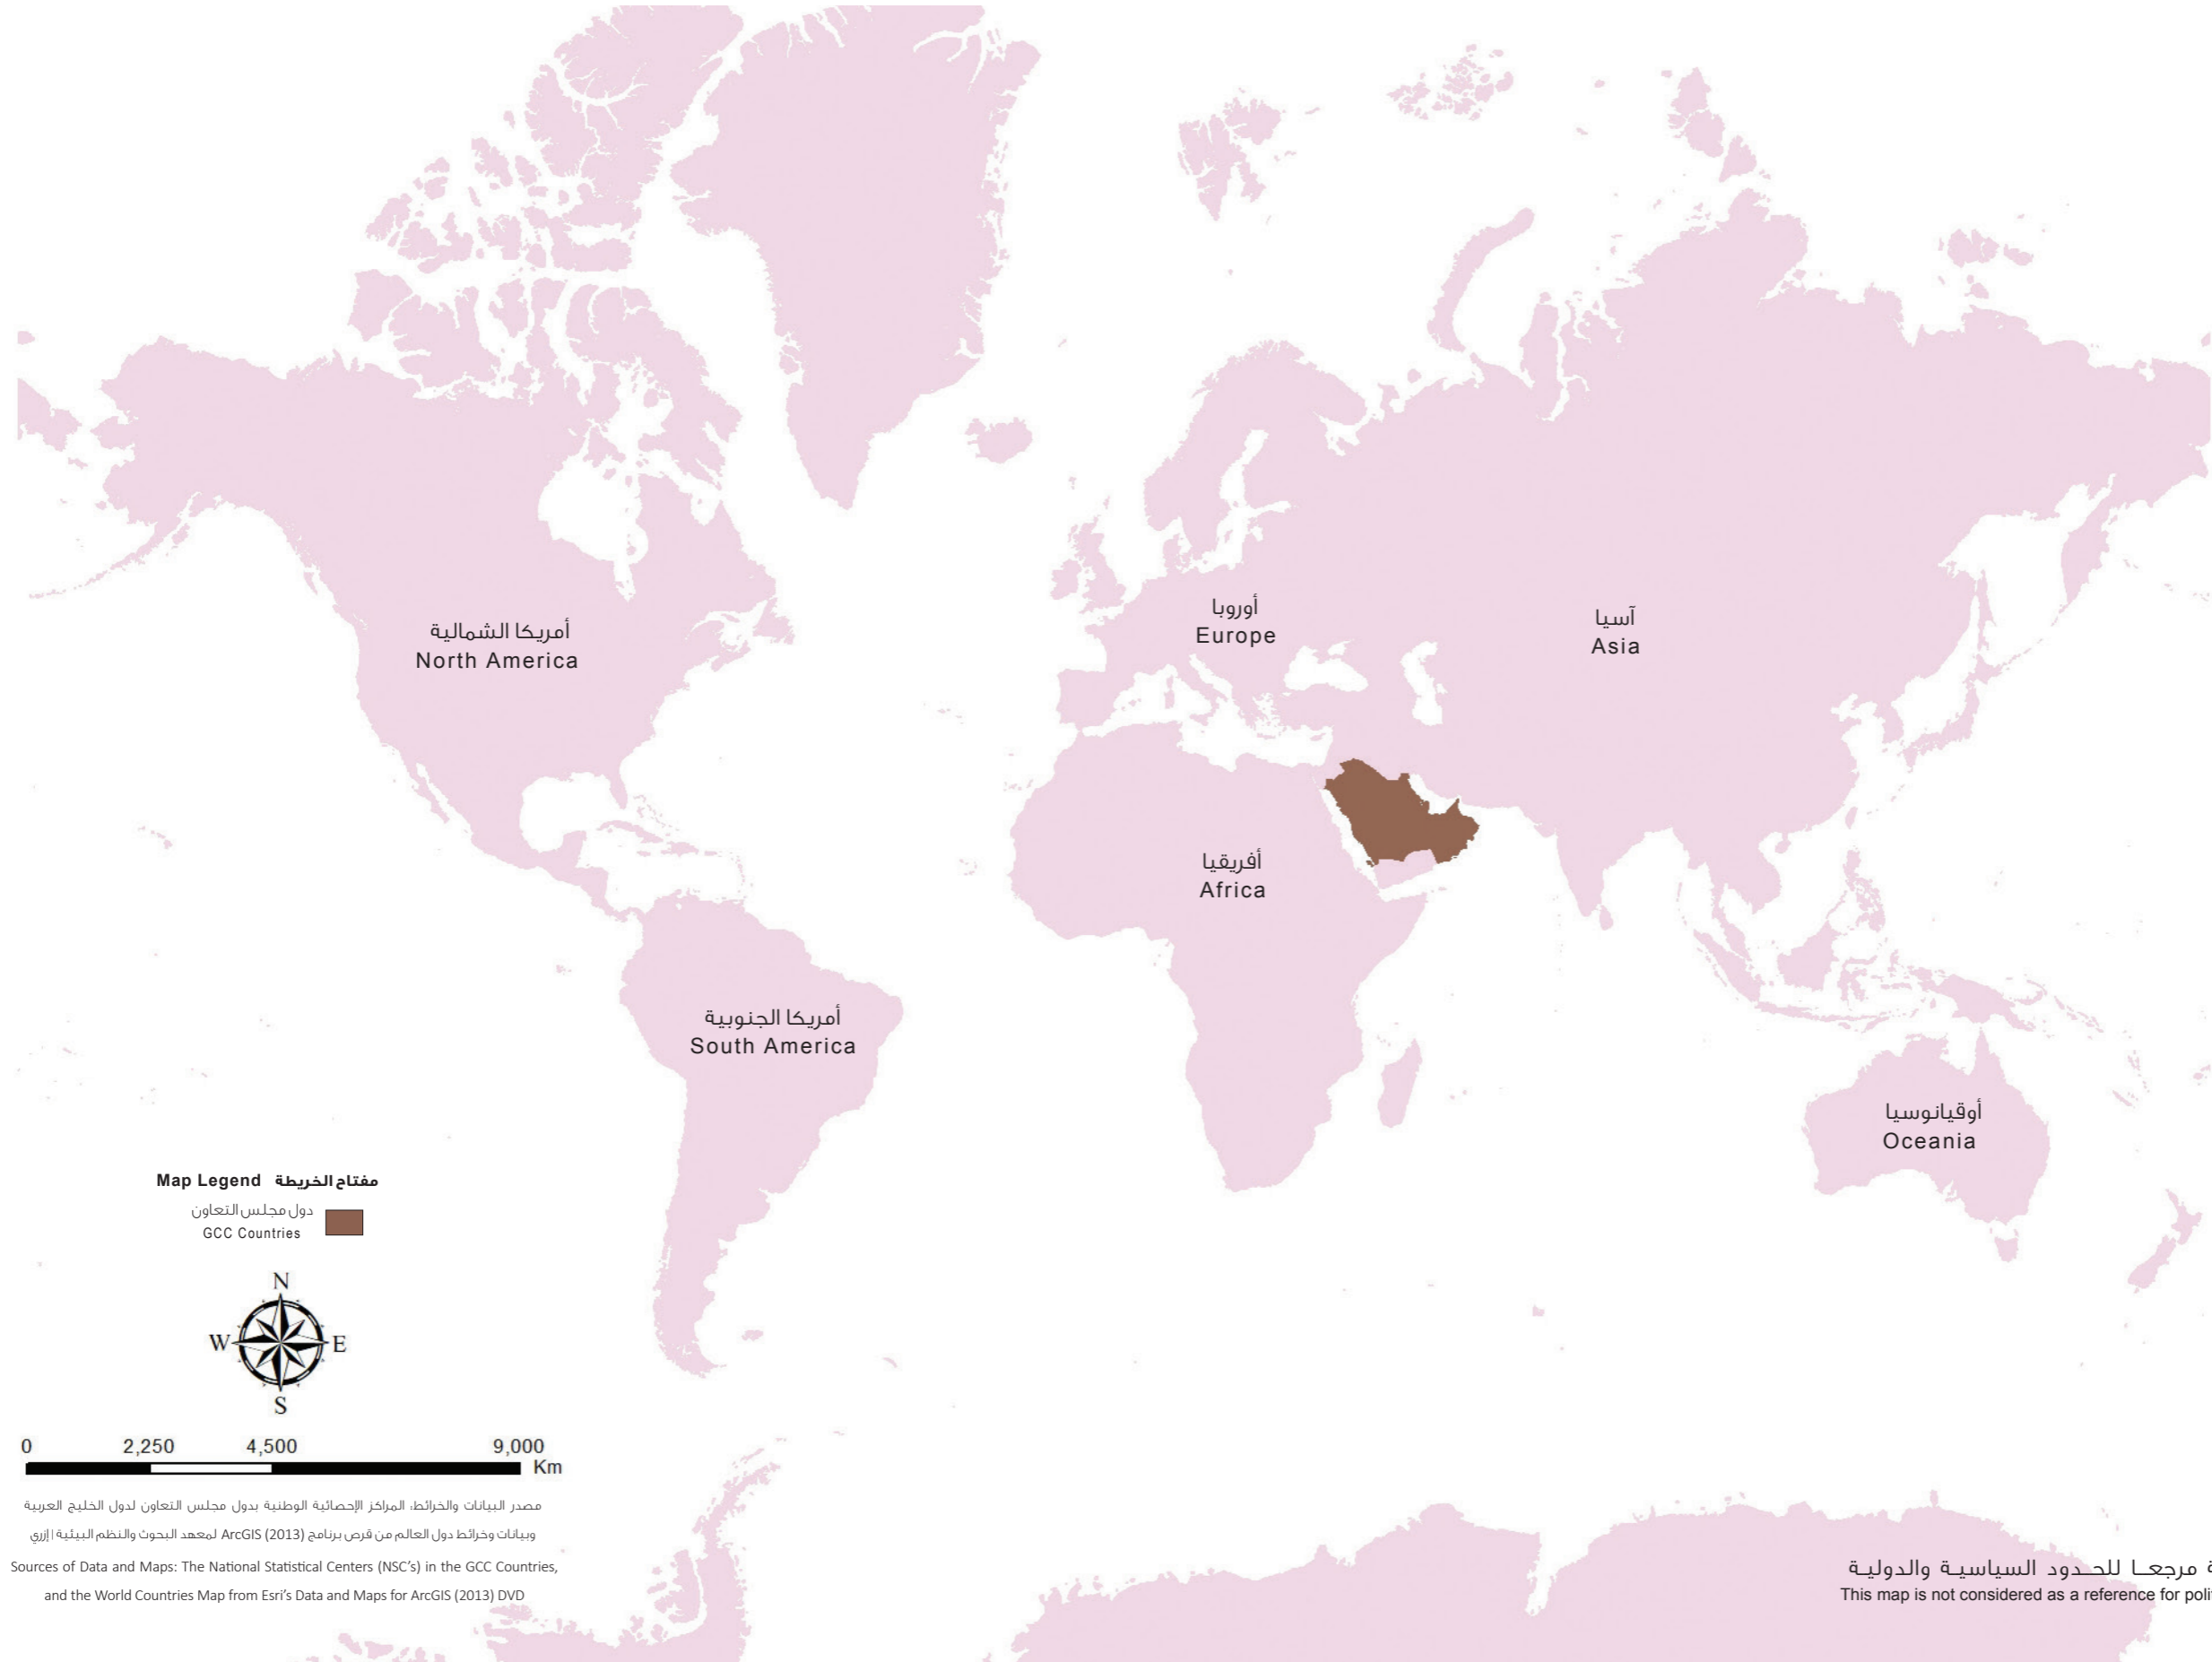 أوروبا
Europe
آسيا
Asia
أمريكا الشمالية
North America
أفريقيا
Africa
أمريكا الجنوبية
South America
أوقيانوسيا
Oceania
Map Legend مفتاح الخريطة
دول مجلس التعاون
GCC Countries
N
W E
S
0 2,250 4,500 9,000
Km
مصدر البيانات والخرائط: المراكز الإحصائية الوطنية بدول مجلس التعاون لدول الخليج العربية
وبيانات وخرائط دول العالم من قرص برنامج ArcGIS (2013) لمعهد البحوث والنظم البيئية | إزري
Sources of Data and Maps: The National Statistical Centers (NSC's) in the GCC Countries,
and the World Countries Map from Esri's Data and Maps for ArcGIS (2013) DVD
مرجعـا للحــدود السياسيـة والدوليـة
This map is not considered as a reference for